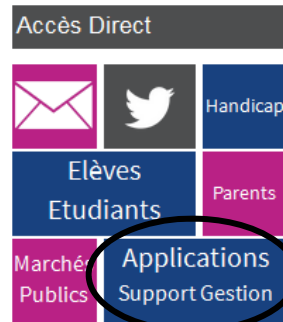 Accès Direct
Handicap
Elèves
Etudiants
Parents
Marchés
Publics
Applications
Support Gestion